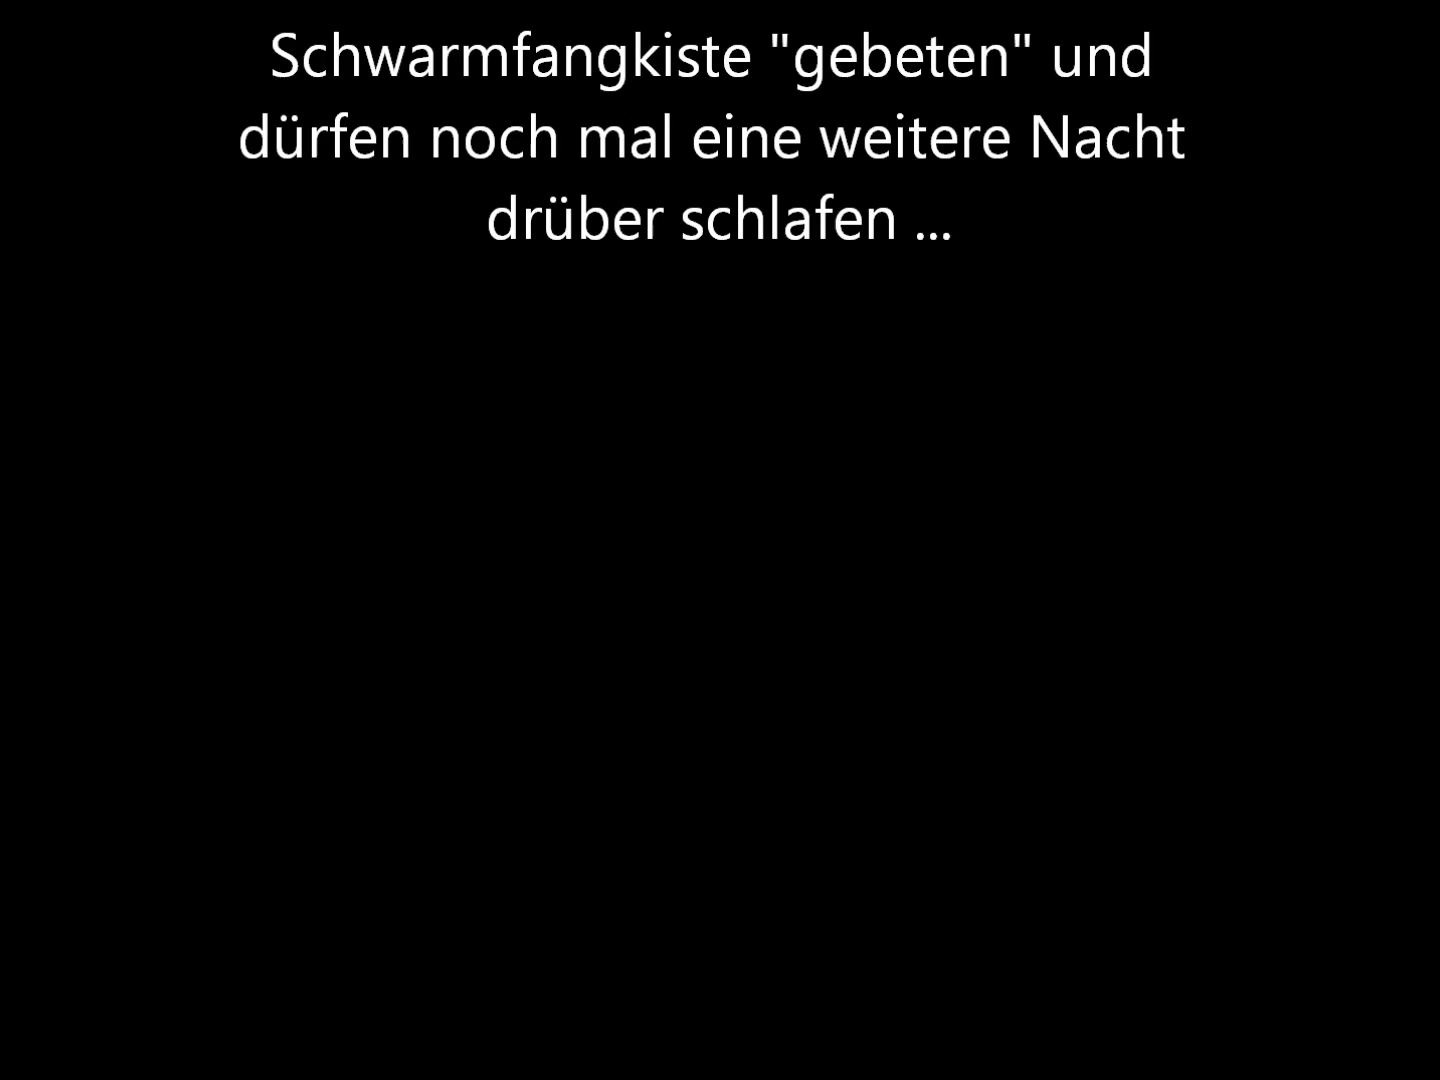 Schwarmfangkiste "gebeten" und
dürfen noch mal eine weitere Nacht
drüber schlafen ...